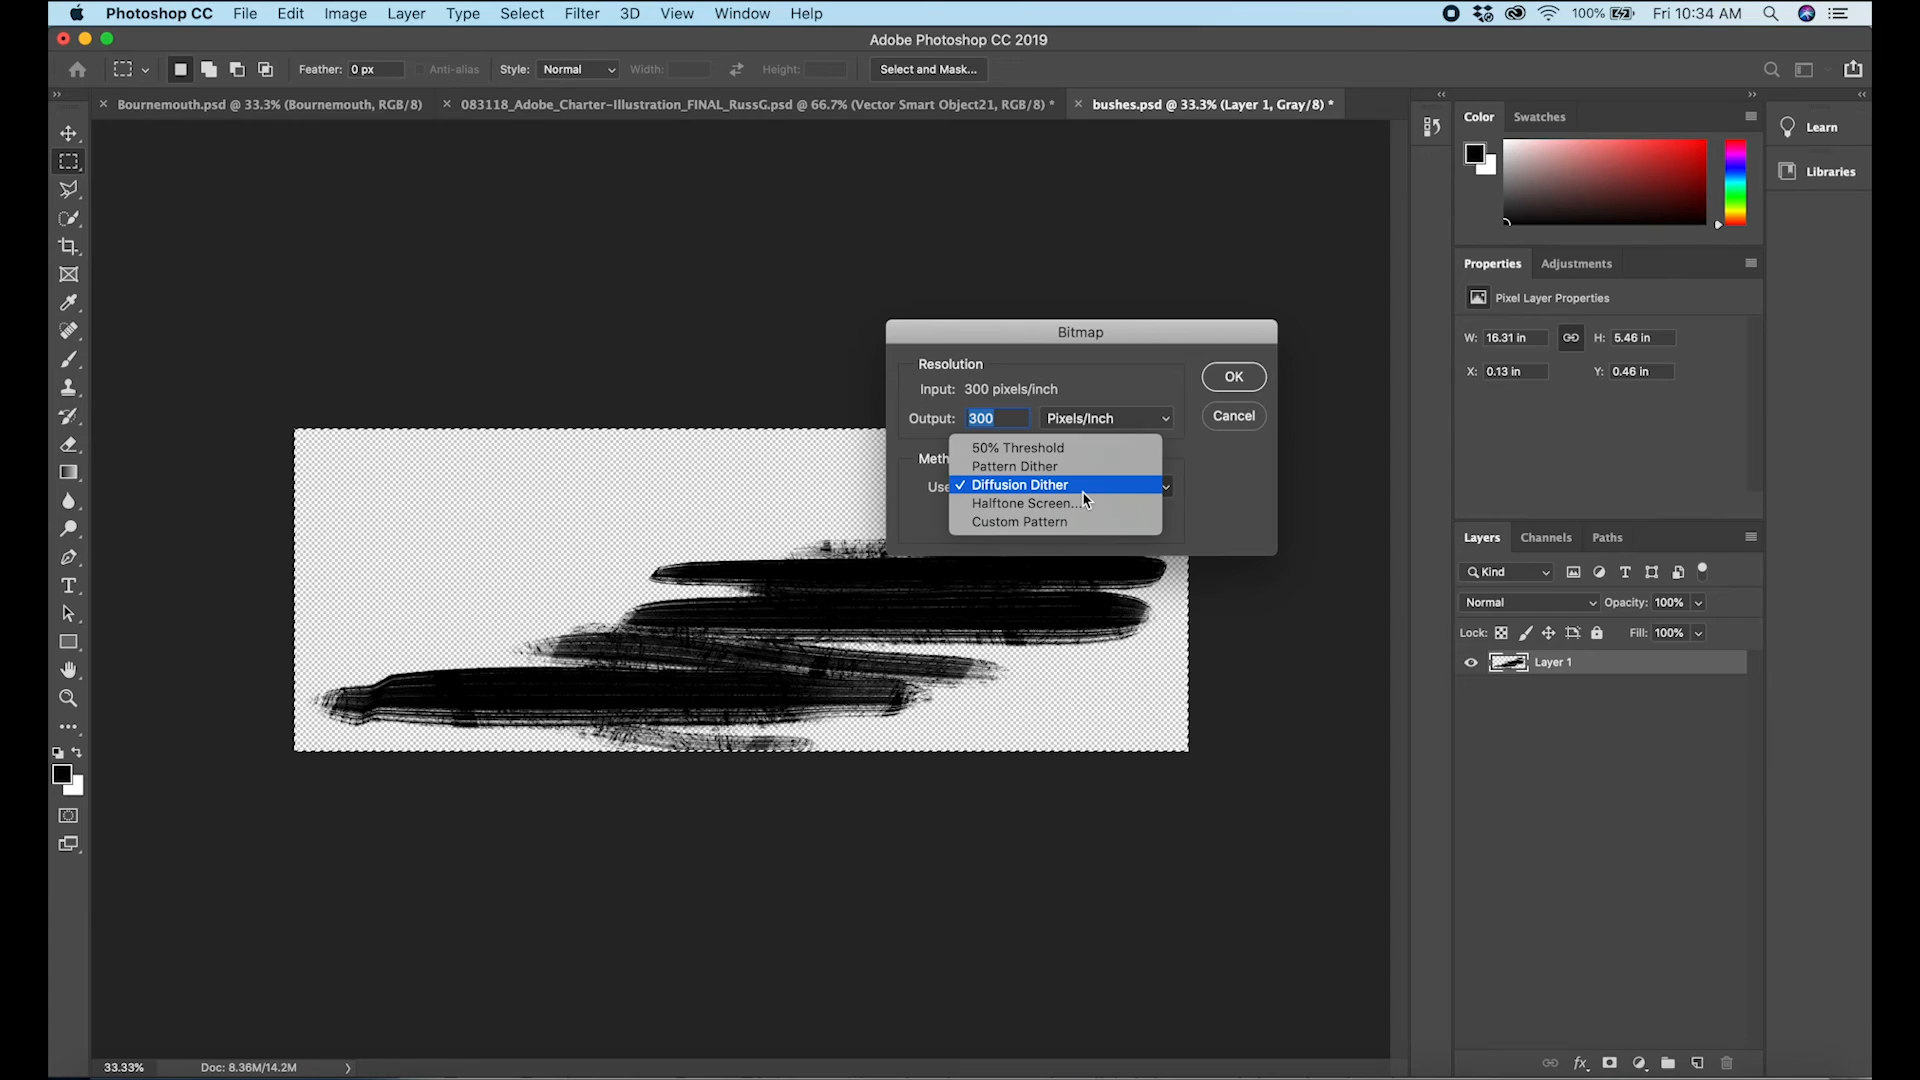 Photoshop CC File Edit Image Layer Type Select Filter 3D View Window Help 100% Fri 10:34 AM
Adobe Photoshop CC 2019
Feather: 0 px Anti-alias Style: Normal Width: Height: Select and Mask...
Bournemouth.psd @ 33.3% (Bournemouth, RGB/8) 083118_Adobe_Charter-Illustration_FINAL_RussG.psd @ 66.7% (Vector Smart Object21, RGB/8) * bushes.psd @ 33.3% (Layer 1, Gray/8) *
Color Swatches
Learn
Libraries
Properties Adjustments
Pixel Layer Properties
W: 16.31 in H: 5.46 in
X: 0.13 in Y: 0.46 in
Bitmap
Resolution
Input: 300 pixels/inch
Output: 300 Pixels/Inch
OK
Cancel
Meth
Use
50% Threshold
Pattern Dither
✓ Diffusion Dither
Halftone Screen...
Custom Pattern
Layers Channels Paths
Kind
Normal Opacity: 100%
Lock: Fill: 100%
Layer 1
fx
33.33% Doc: 8.36M/14.2M